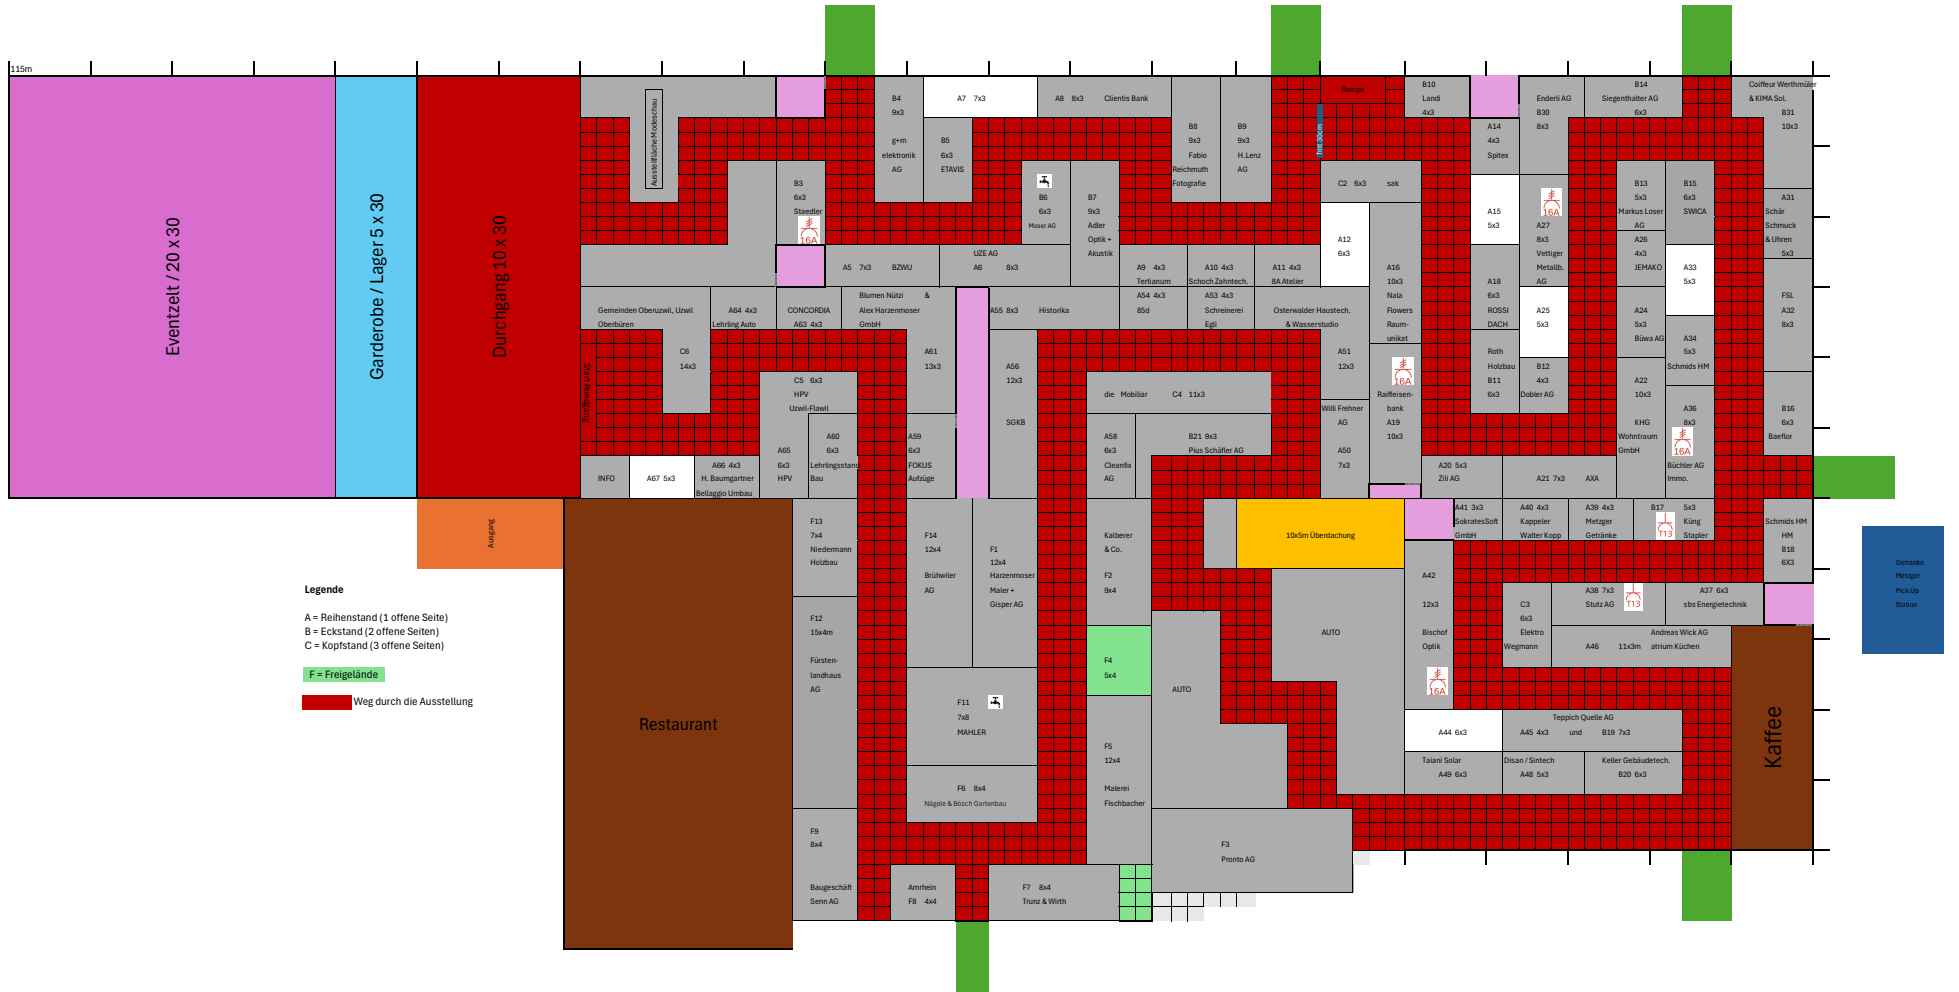 115m
Eventzelt / 20 x 30
Garderobe / Lager 5 x 30
Durchgang 10 x 30
Ausstellfläche Modeschau
B3
6x3
Staedler
16A
B4
9x3
g+m
elektronik
AG
A7 7x3
B5
6x3
ETAVIS
A8 8x3 Clientis Bank
B6
6x3
Moser AG
B7
9x3
Adler
Optik +
Akustik
B8
9x3
Fabio
Reichmuth
Fotografie
B9
9x3
H.Lenz
AG
Rampe
Tritt 30cm
B10
Landi
4x3
C2 6x3 sak
A12
6x3
A14
4x3
Spitex
A15
5x3
Enderli AG
B30
8x3
B14
Siegenthalter AG
6x3
Coiffeur Werthmüller
& KIMA Sol.
B31
10x3
16A
A27
8x3
Vettiger
Metallb.
AG
B13
5x3
Markus Loser
AG
B15
6x3
SWICA
A31
Schär
Schmuck
& Uhren
5x3
A26
4x3
JEMAKO
A33
5x3
A5 7x3 BZWU
UZE AG
A6 8x3
A9 4x3
Tertianum
A10 4x3
Schoch Zahntech.
A11 4x3
8A Atelier
A16
10x3
Nala
Flowers
Raum-
unikat
A18
6x3
ROSSI
DACH
A25
5x3
A24
5x3
Büwa AG
FSL
A32
8x3
Gemeinden Oberuzwil, Uzwil
Oberbüren
A64 4x3
Lehrling Auto
CONCORDIA
A63 4x3
Blumen Nützi &
Alex Harzenmoser
GmbH
A55 8x3 Historika
A54 4x3
85d
A53 4x3
Schreinerei
Egli
Osterwalder Haustech.
& Wasserstudio
Start Rundgang
C6
14x3
C5 6x3
HPV
Uzwil-Flawil
A61
13x3
A56
12x3
SGKB
die Mobiliar C4 11x3
A51
12x3
16A
Raiffeisen-
bank
A19
10x3
Roth
Holzbau
B11
6x3
B12
4x3
Dobler AG
A34
5x3
Schmids HM
A22
10x3
KHG
Wohntraum
GmbH
A36
8x3
16A
Büchler AG
Immo.
B16
6x3
Baeflor
INFO
A67 5x3
A66 4x3
H. Baumgartner
Bellaggio Umbau
A65
6x3
HPV
A60
6x3
Lehrlingsstand
Bau
A59
6x3
FOKUS
Aufzüge
A58
6x3
Cleanfix
AG
B21 9x3
Pius Schäfler AG
Willi Frehner
AG
A50
7x3
A20 5x3
Zili AG
A21 7x3 AXA
Ausgang
Restaurant
F13
7x4
Niedermann
Holzbau
F14
12x4
Brühwiler
AG
F1
12x4
Harzenmoser
Maler +
Gisper AG
Kalberer
& Co.
F2
9x4
10x5m Überdachung
A41 3x3
SokratesSoft
GmbH
A40 4x3
Kappeler
Walter Kopp
A39 4x3
Metzger
Getränke
B17 5x3
T13
Küng
Stapler
Schmids HM
HM
B18
6X3
Getränke
Metzger
Pick Up
Station
Legende
A = Reihenstand (1 offene Seite)
B = Eckstand (2 offene Seiten)
C = Kopfstand (3 offene Seiten)
F = Freigelände
Weg durch die Ausstellung
F12
15x4m
Fürsten-
landhaus
AG
F4
5x4
AUTO
AUTO
A42
12x3
Bischof
Optik
16A
C3
6x3
Elektro
Wegmann
A38 7x3
Stutz AG
T13
A37 6x3
sbs Energietechnik
Andreas Wick AG
A46 11x3m atrium Küchen
F11
7x8
MAHLER
F5
12x4
Malerei
Fischbacher
A44 6x3
Teppich Quelle AG
A45 4x3 und B19 7x3
Taiani Solar
A49 6x3
Disan / Sintech
A48 5x3
Keller Gebäudetech.
B20 6x3
Kaffee
F6 8x4
Nägele & Bösch Gartenbau
F9
8x4
Baugeschäft
Senn AG
F3
Pronto AG
Amrhein
F8 4x4
F7 8x4
Trunz & Wirth